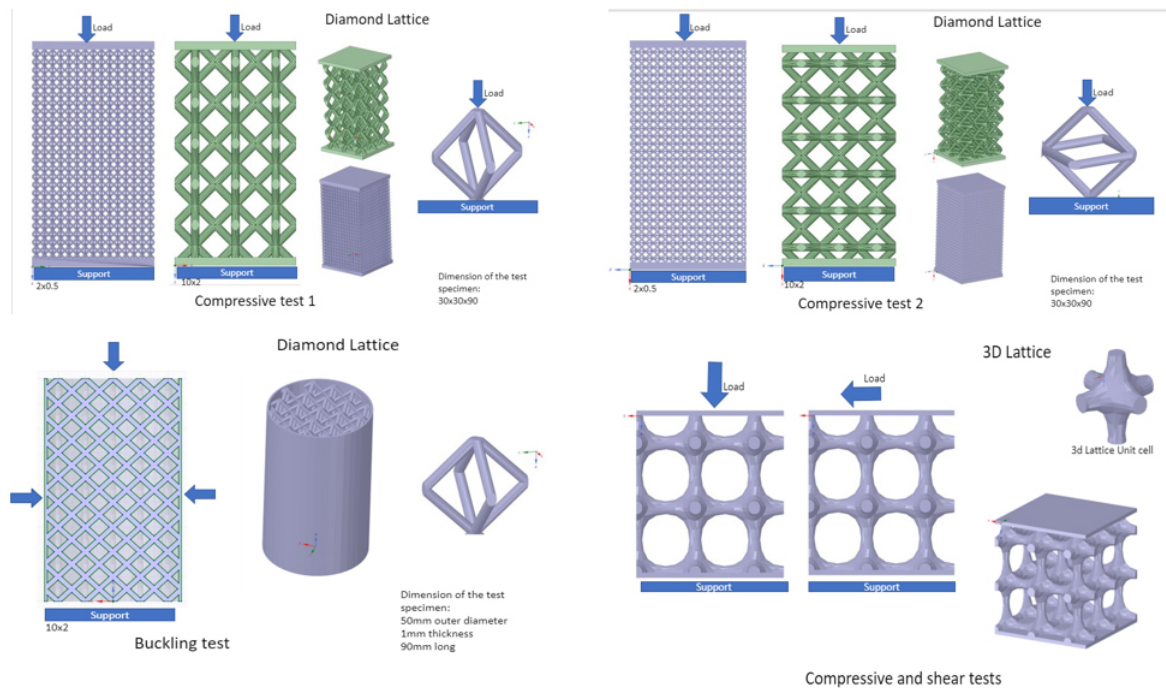 Diamond Lattice
Load
Load
Load
Support
Support
Support
2x0.5
10x2
Dimension of the test
specimen:
30x30x90
Compressive test 1
Diamond Lattice
Load
Load
Load
Support
Support
Support
2x0.5
10x2
Dimension of the test
specimen:
30x30x90
Compressive test 2
Diamond Lattice
Support
10x2
Dimension of the test
specimen:
50mm outer diameter
1mm thickness
90mm long
Buckling test
3D Lattice
Load
Load
3d Lattice Unit cell
Support
Support
Compressive and shear tests